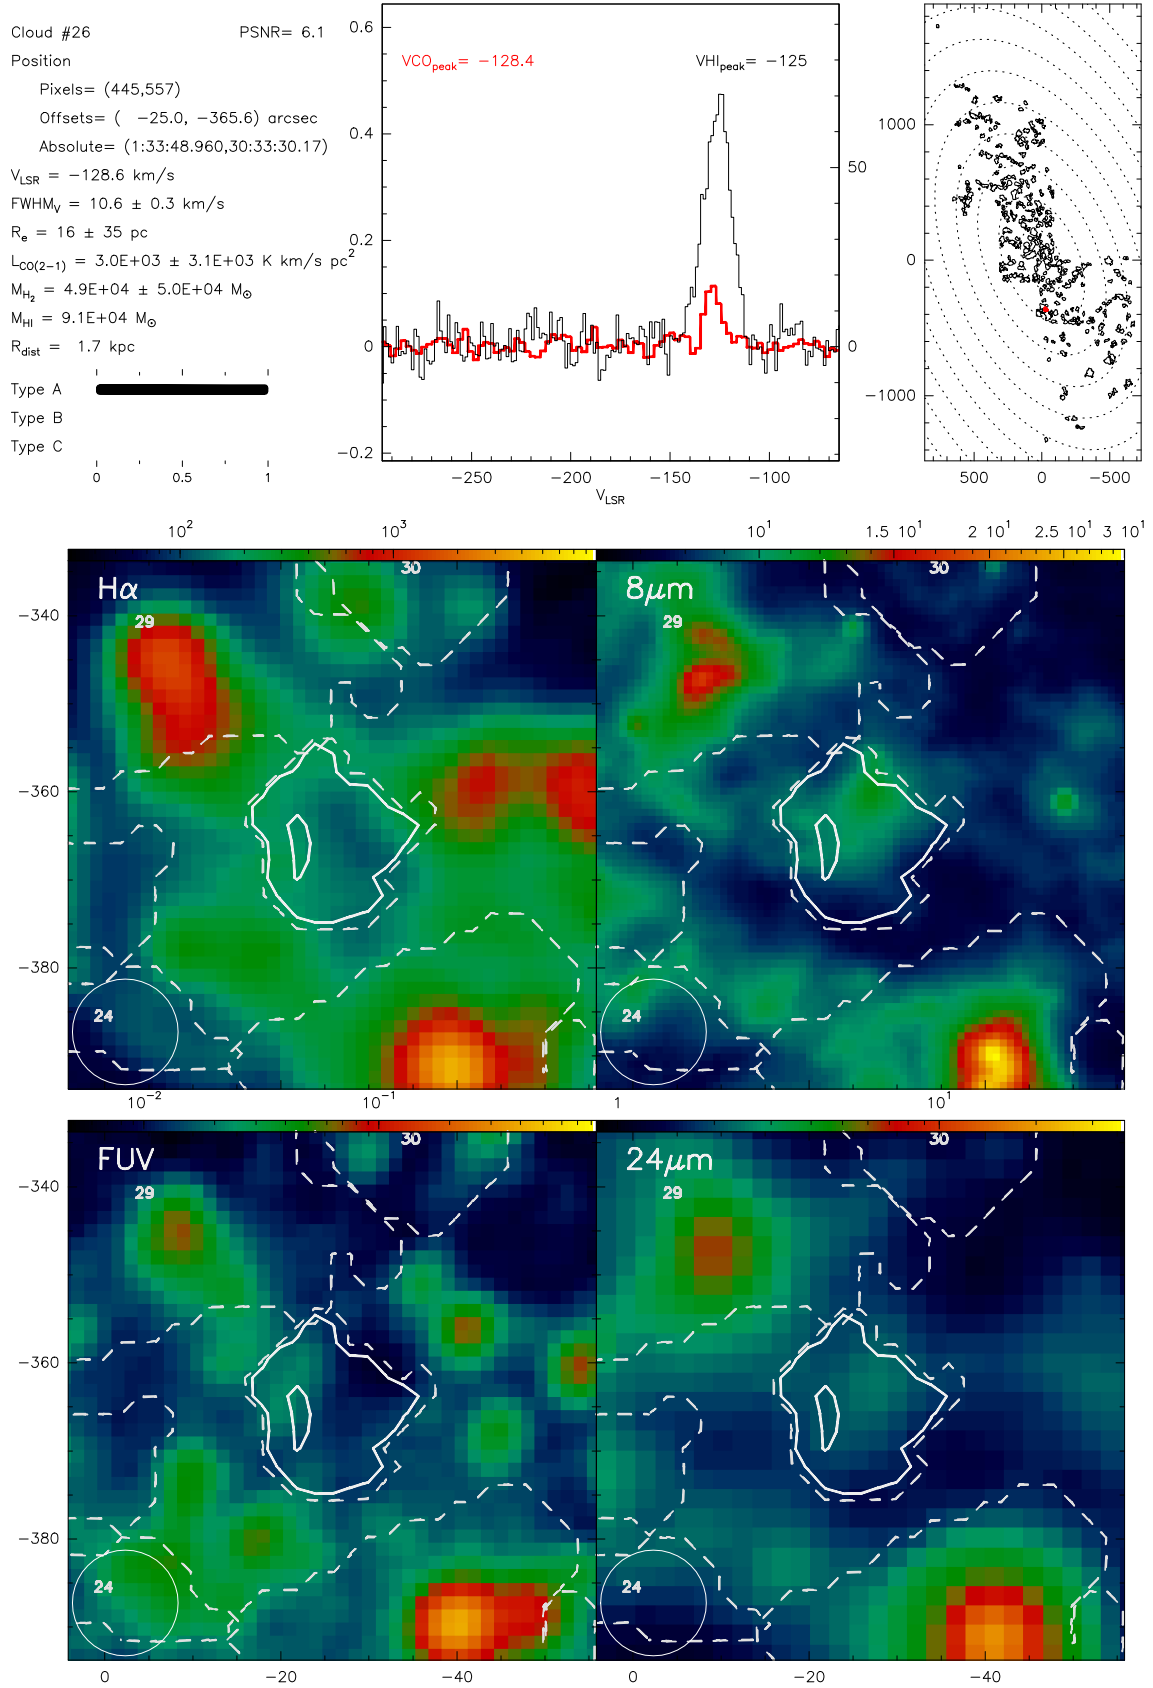 Cloud #26 PSNR= 6.1
Position
Pixels= (445,557)
Offsets= ( −25.0, −365.6) arcsec
Absolute= (1:33:48.960,30:33:30.17)
V_LSR = −128.6 km/s
FWHM_V = 10.6 ± 0.3 km/s
R_e = 16 ± 35 pc
L_CO(2−1) = 3.0E+03 ± 3.1E+03 K km/s pc²
M_H₂ = 4.9E+04 ± 5.0E+04 M☉
M_HI = 9.1E+04 M☉
R_dist = 1.7 kpc
Type A
Type B
Type C
0 0.5 1
VCO_peak= −128.4 VHI_peak= −125
0.6
0.4
0.2
0
−0.2
50
0
−250 −200 −150 −100
V_LSR
1000
0
−1000
500 0 −500
10² 10³
10¹ 1.5 10¹ 2 10¹ 2.5 10¹ 3 10¹
Hα 30
29
24
8μm 30
29
24
−340
−360
−380
10⁻² 10⁻¹
1 10¹
FUV 30
29
24
24μm 30
29
24
−340
−360
−380
0 −20 −40
0 −20 −40